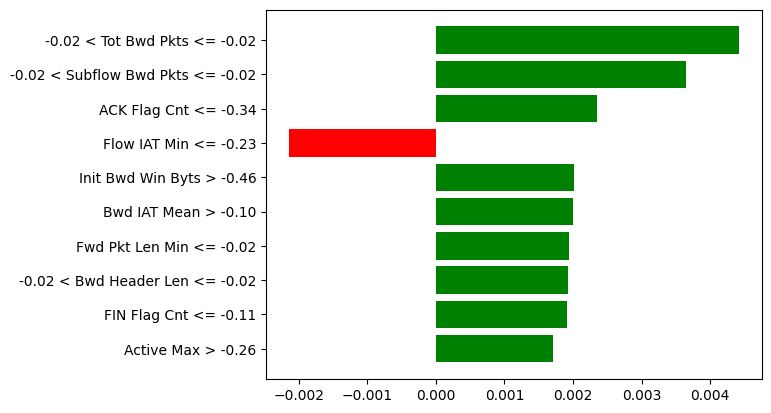 -0.02 < Tot Bwd Pkts <= -0.02
-0.02 < Subflow Bwd Pkts <= -0.02
ACK Flag Cnt <= -0.34
Flow IAT Min <= -0.23
Init Bwd Win Byts > -0.46
Bwd IAT Mean > -0.10
Fwd Pkt Len Min <= -0.02
-0.02 < Bwd Header Len <= -0.02
FIN Flag Cnt <= -0.11
Active Max > -0.26
−0.002 −0.001 0.000 0.001 0.002 0.003 0.004